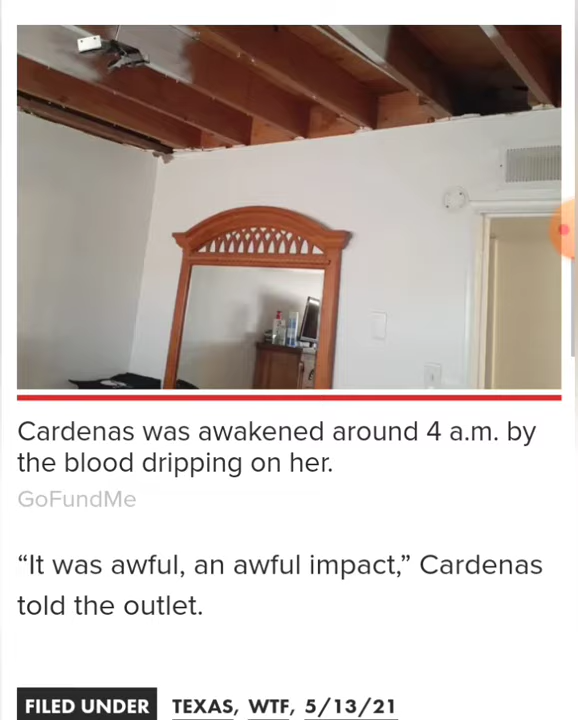 Cardenas was awakened around 4 a.m. by
the blood dripping on her.
GoFundMe
“It was awful, an awful impact,” Cardenas
told the outlet.
FILED UNDER TEXAS, WTF, 5/13/21